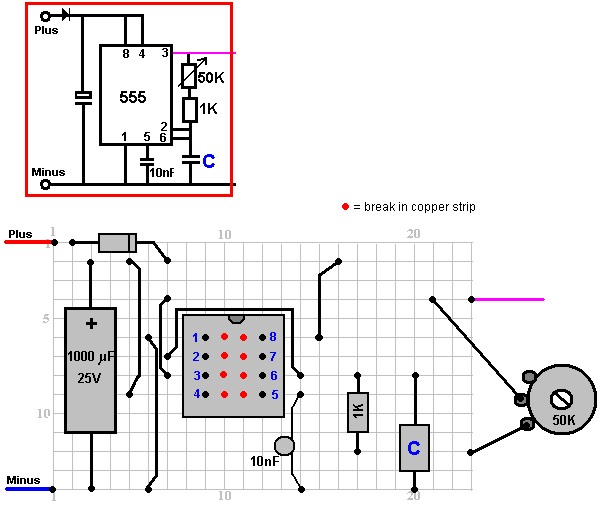 Plus
8 4 3
50K
555
1K
2
1 5 6
10nF
C
Minus
= break in copper strip
1 10 20
Plus
1
5
+
1 8
1000 µF
2 7
25V
3 6
4 5
1K
10
50K
C
10nF
Minus
1 10 20